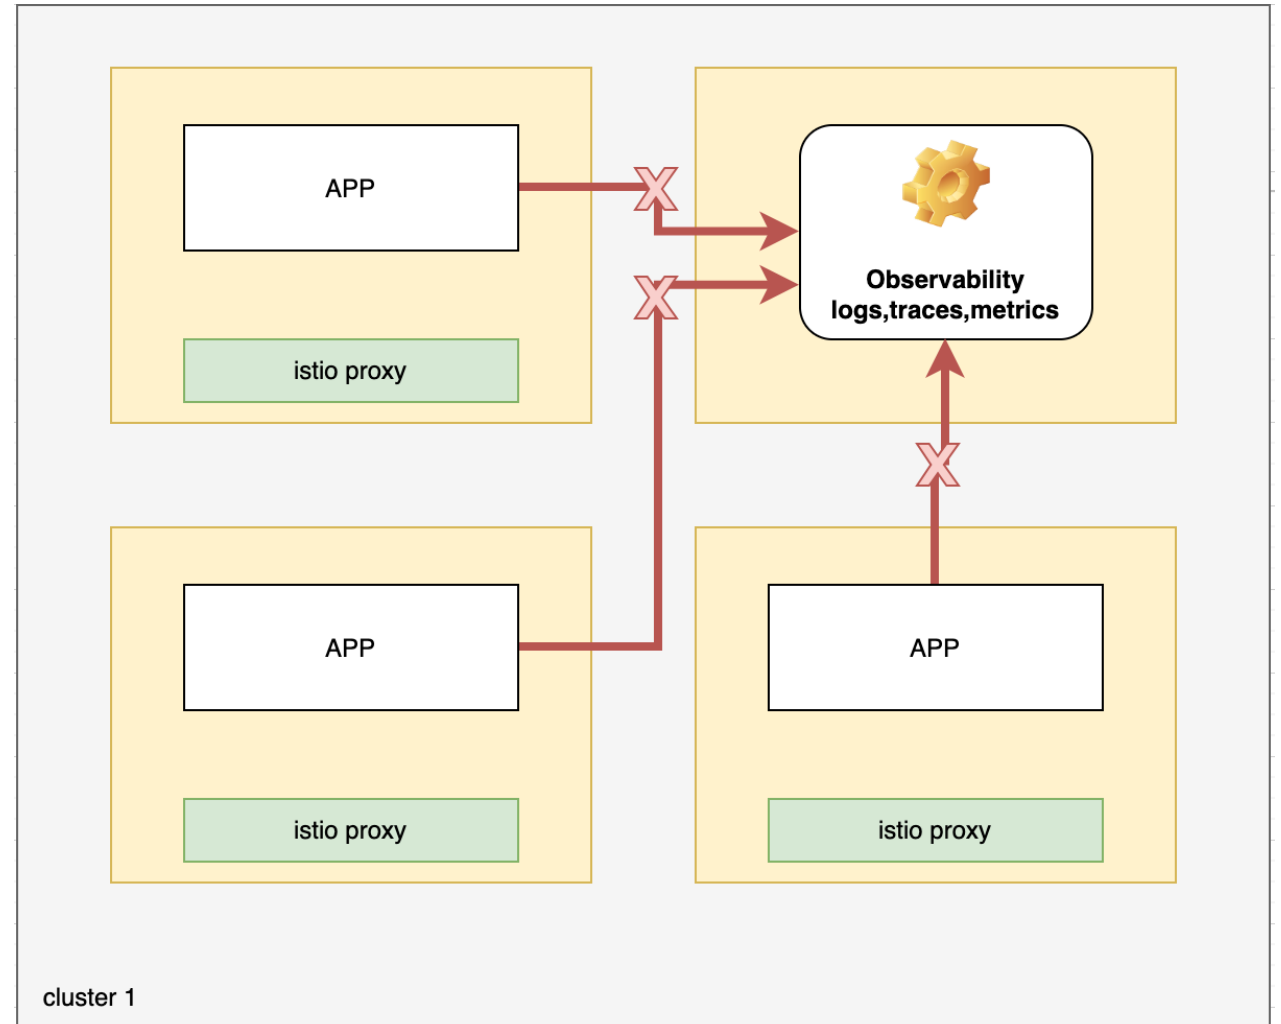 APP
X
X
Observability
logs,traces,metrics
istio proxy
X
APP
APP
istio proxy
istio proxy
cluster 1